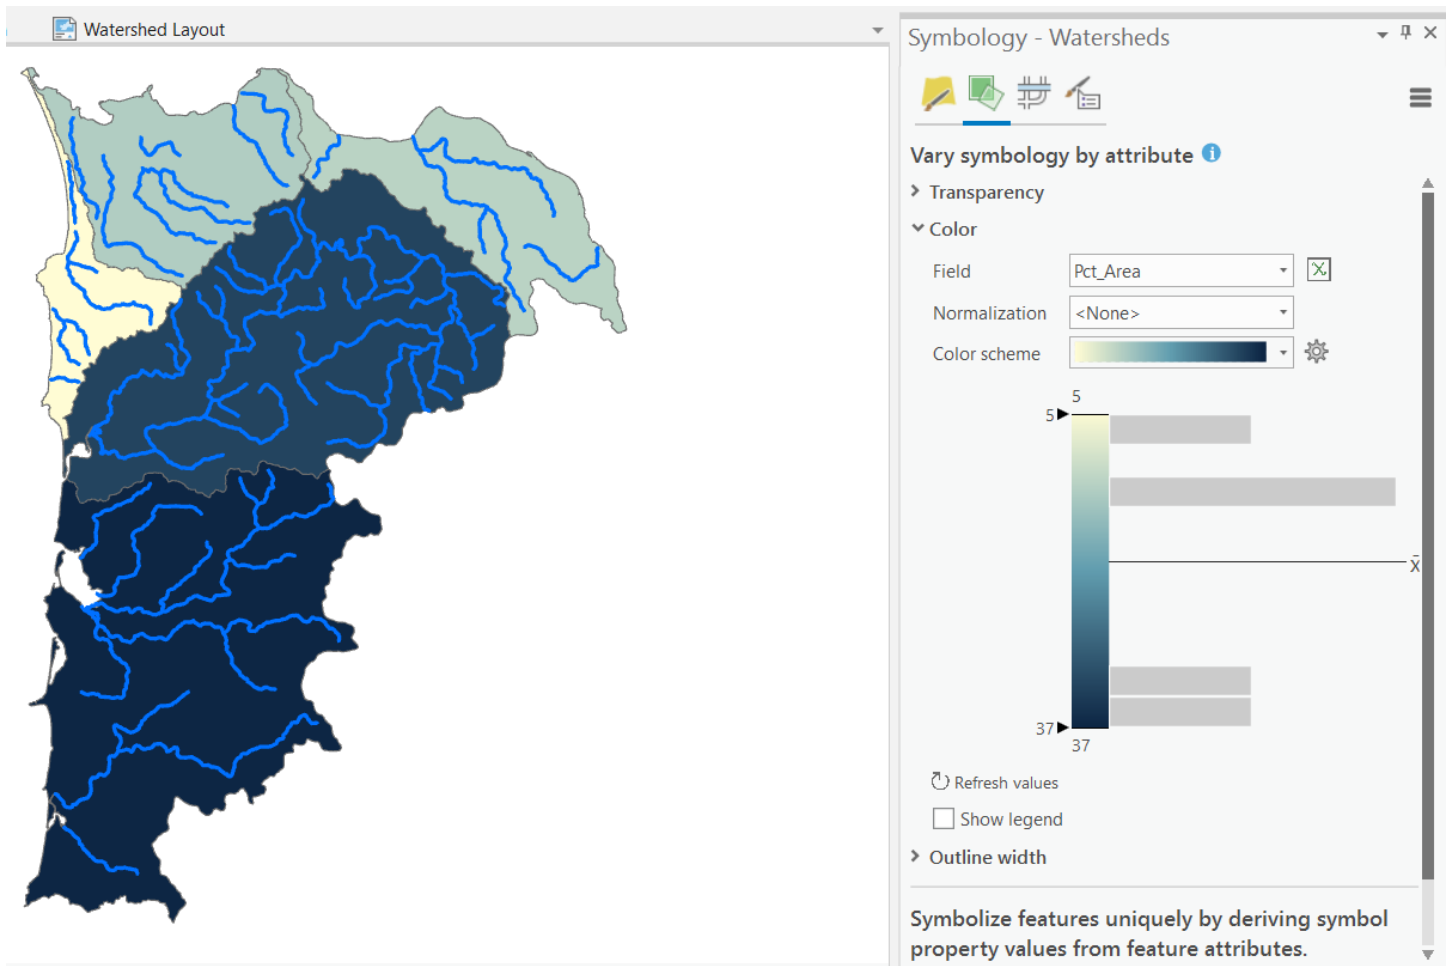 Watershed Layout
Symbology - Watersheds
Vary symbology by attribute
Transparency
Color
Field
Pct_Area
Normalization
<None>
Color scheme
5
5
x̄
37
37
Refresh values
Show legend
Outline width
Symbolize features uniquely by deriving symbol
property values from feature attributes.